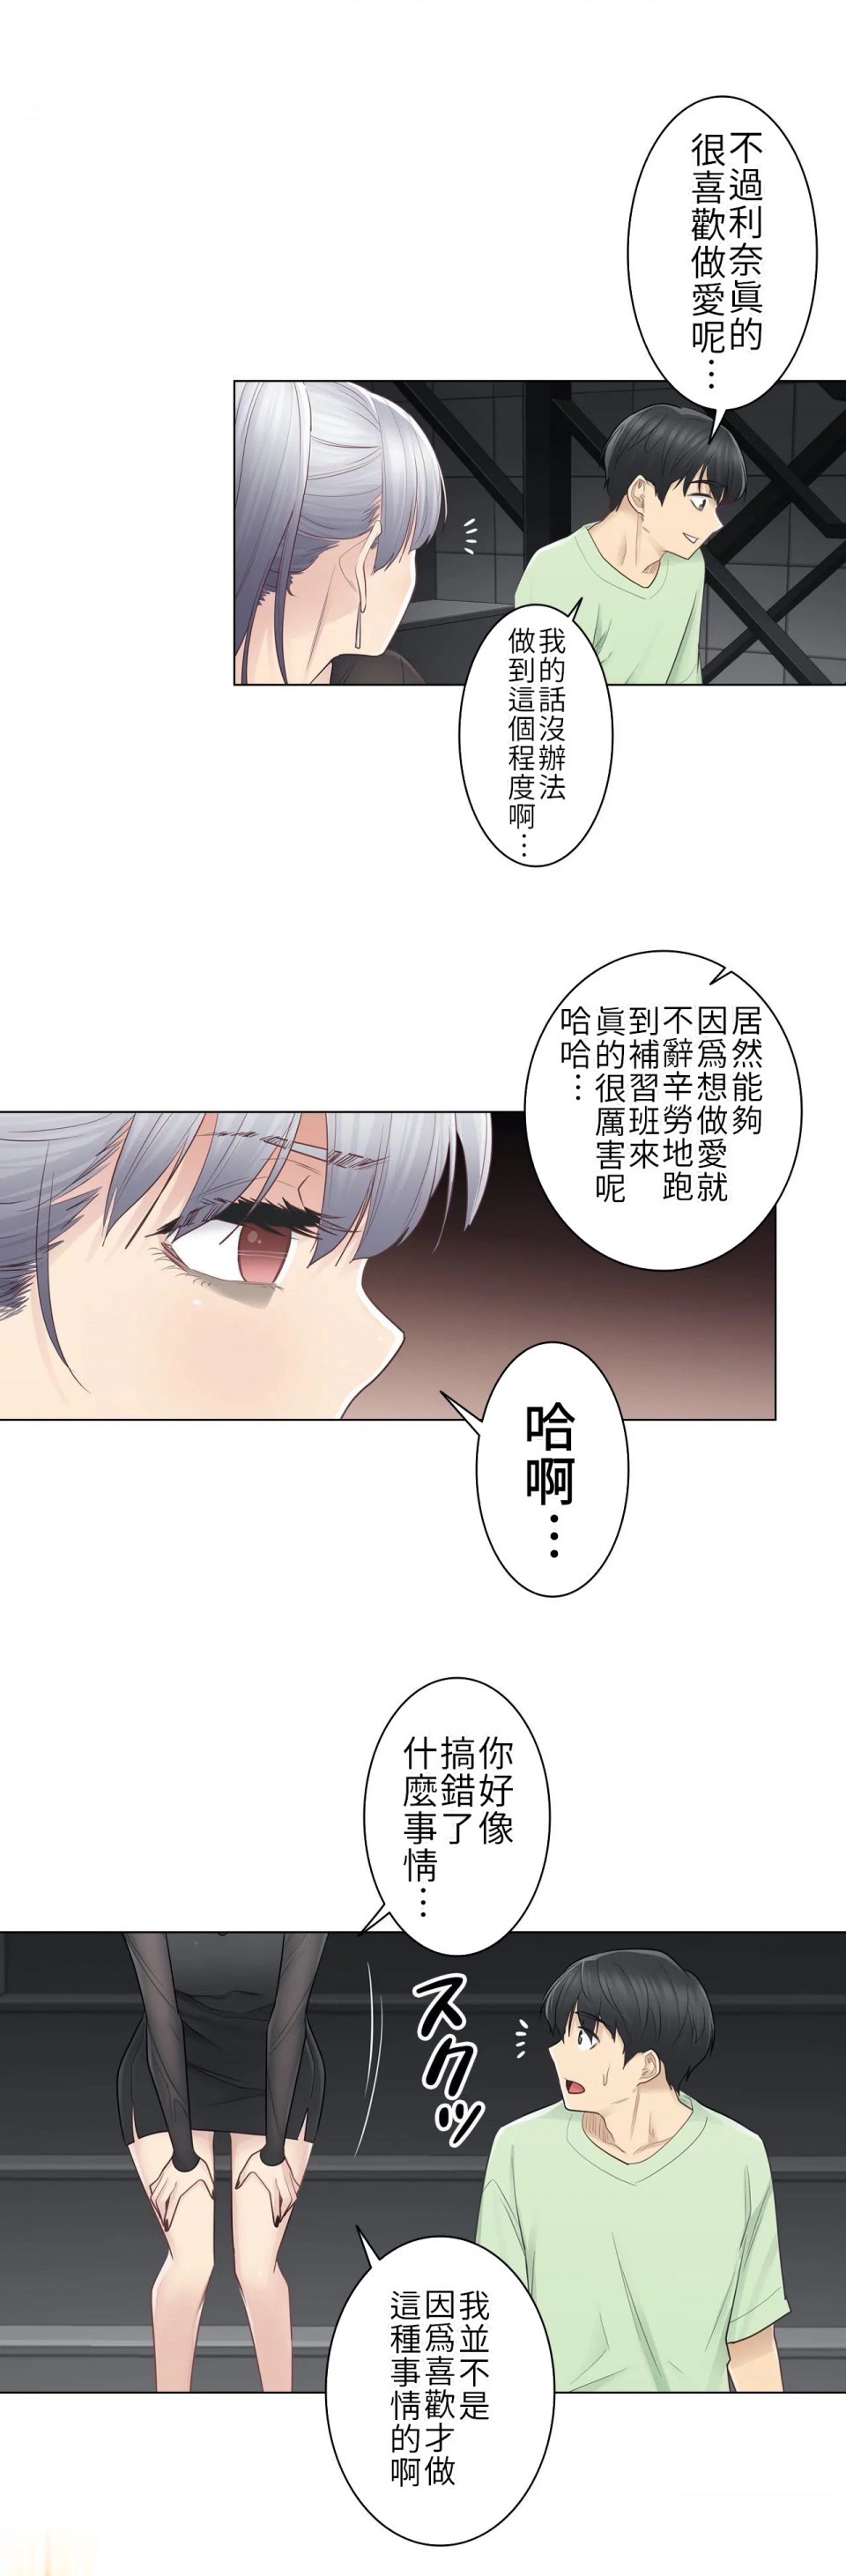 不過利奈眞的
很喜歡做愛呢…
我的話沒辦法
做到這個程度啊…
居然能夠
因爲想做愛就
不辭辛勞地跑
到補習班來
眞的很厲害呢
哈哈…
哈啊…
你好像
搞錯了
什麼事情…
スクッ
我並不是
因爲喜歡才做
這種事情的啊